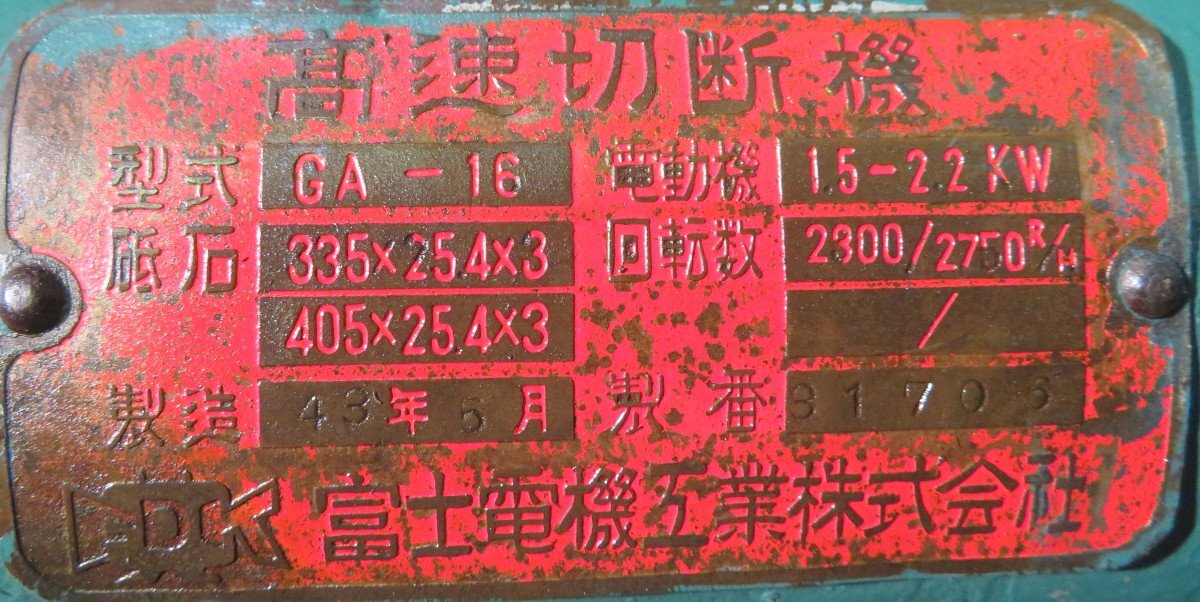 高速切断機
型式 GA-16 電動機 1.5-2.2KW
砥石 335×25.4×3 回転数 2300/2750R/M
405×25.4×3 /
製造 43年5月 製番
富士電機工業株式会社